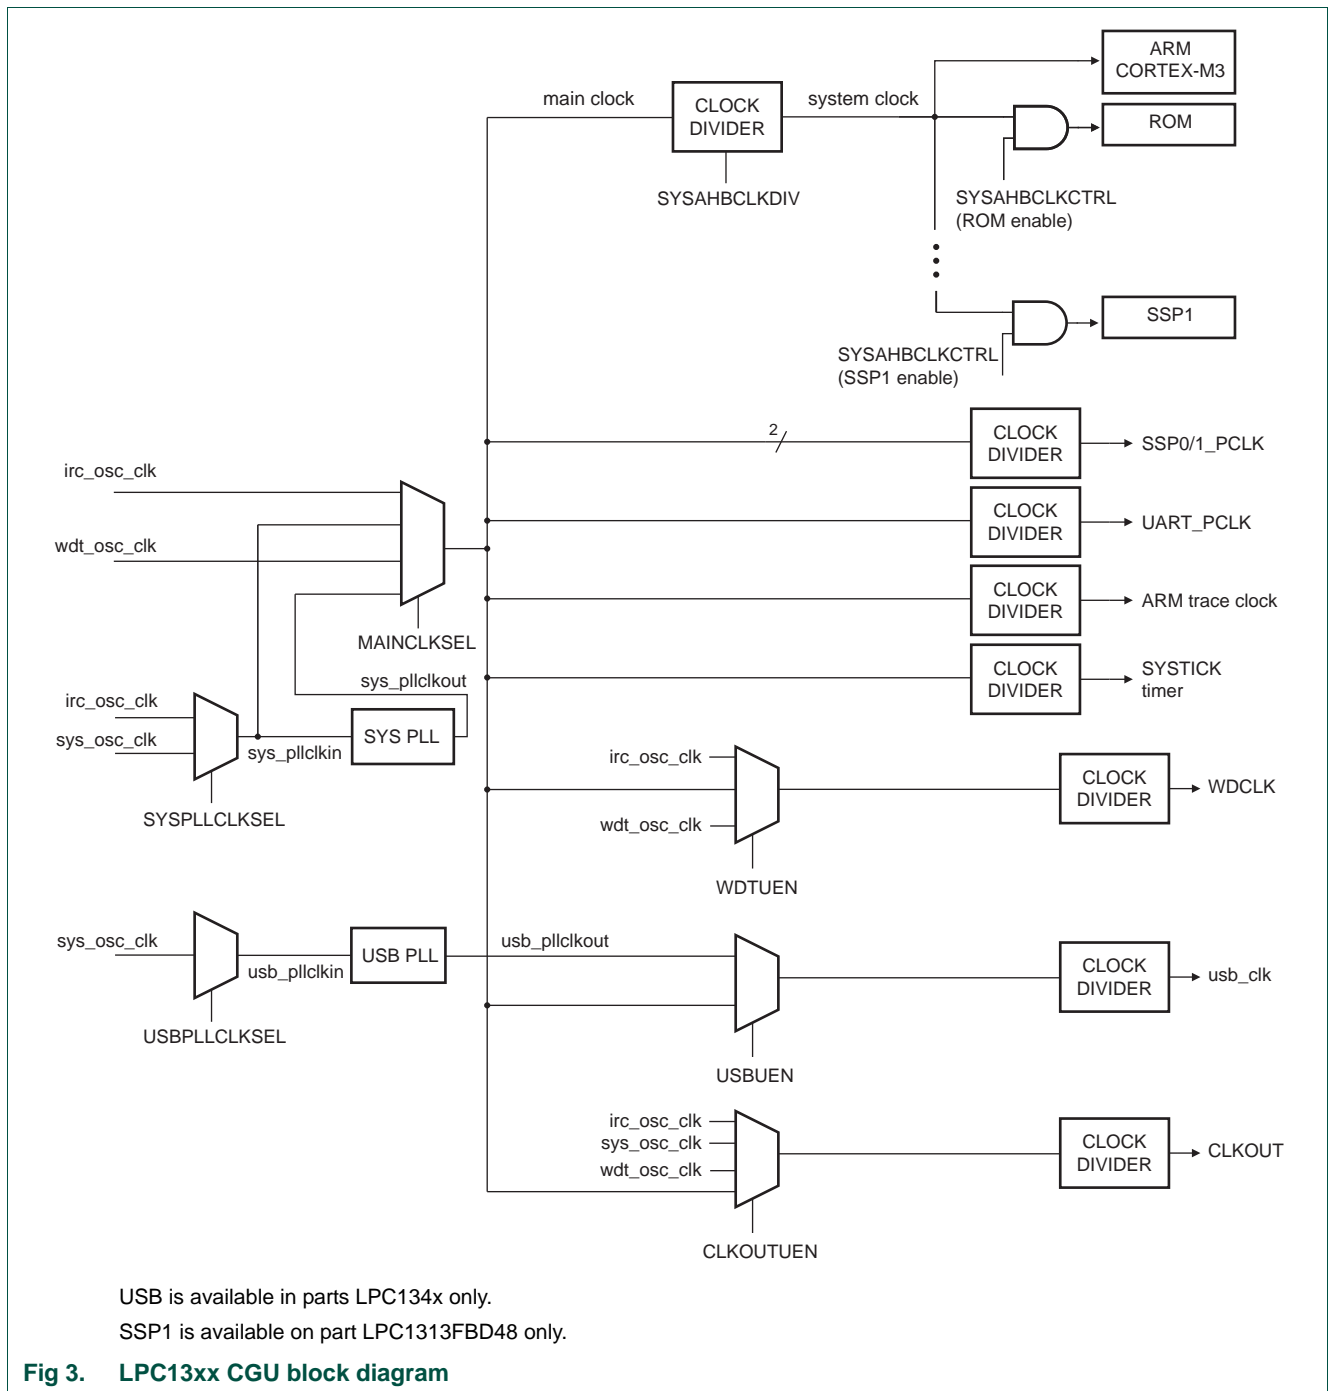 ARM
CORTEX-M3
main clock
CLOCK
DIVIDER
system clock
ROM
SYSAHBCLKDIV
SYSAHBCLKCTRL
(ROM enable)
SSP1
SYSAHBCLKCTRL
(SSP1 enable)
2
CLOCK
DIVIDER
SSP0/1_PCLK
irc_osc_clk
CLOCK
DIVIDER
UART_PCLK
wdt_osc_clk
CLOCK
DIVIDER
ARM trace clock
MAINCLKSEL
CLOCK
DIVIDER
SYSTICK
timer
sys_pllclkout
irc_osc_clk
sys_osc_clk
SYS PLL
sys_pllclkin
irc_osc_clk
CLOCK
DIVIDER
WDCLK
SYSPLLCLKSEL
wdt_osc_clk
WDTUEN
sys_osc_clk
usb_pllclkin
USB PLL
usb_pllclkout
CLOCK
DIVIDER
usb_clk
USBPLLCLKSEL
USBUEN
irc_osc_clk
sys_osc_clk
wdt_osc_clk
CLOCK
DIVIDER
CLKOUT
CLKOUTUEN
USB is available in parts LPC134x only.
SSP1 is available on part LPC1313FBD48 only.
Fig 3. LPC13xx CGU block diagram